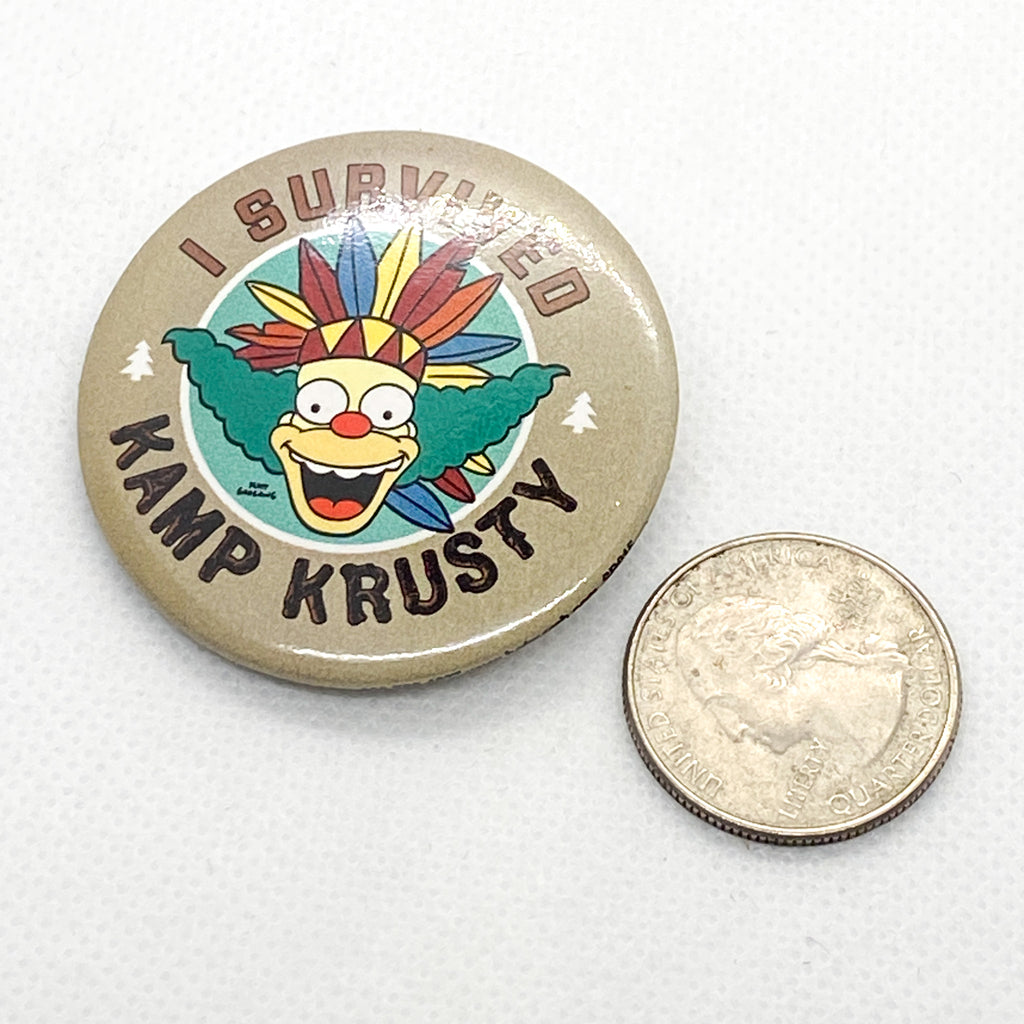 I SURVIVED
KAMP KRUSTY
MATT
GROENING
UNITED STATES OF AMERICA
LIBERTY
QUARTER DOLLAR